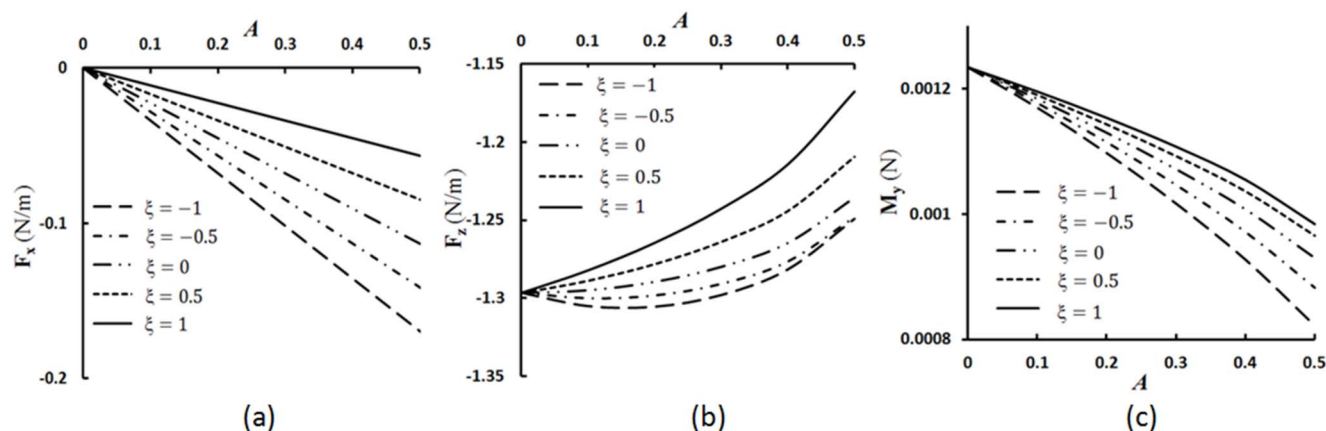 A
0 0.1 0.2 0.3 0.4 0.5
0
-0.1
-0.2
F_x (N/m)
ξ = −1
ξ = −0.5
ξ = 0
ξ = 0.5
ξ = 1
(a)
A
0 0.1 0.2 0.3 0.4 0.5
-1.15
-1.2
-1.25
-1.3
-1.35
F_z (N/m)
ξ = −1
ξ = −0.5
ξ = 0
ξ = 0.5
ξ = 1
(b)
0.0012
0.001
0.0008
M_y (N)
ξ = −1
ξ = −0.5
ξ = 0
ξ = 0.5
ξ = 1
0 0.1 0.2 0.3 0.4 0.5
A
(c)